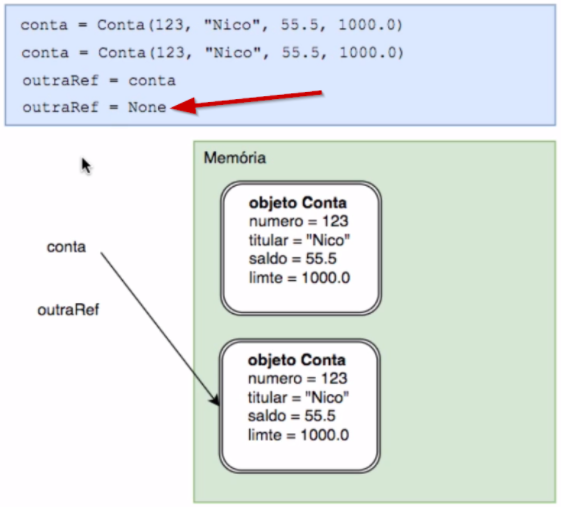 conta = Conta(123, "Nico", 55.5, 1000.0)
conta = Conta(123, "Nico", 55.5, 1000.0)
outraRef = conta
outraRef = None
Memória
objeto Conta
numero = 123
titular = "Nico"
saldo = 55.5
limte = 1000.0
conta
outraRef
objeto Conta
numero = 123
titular = "Nico"
saldo = 55.5
limte = 1000.0